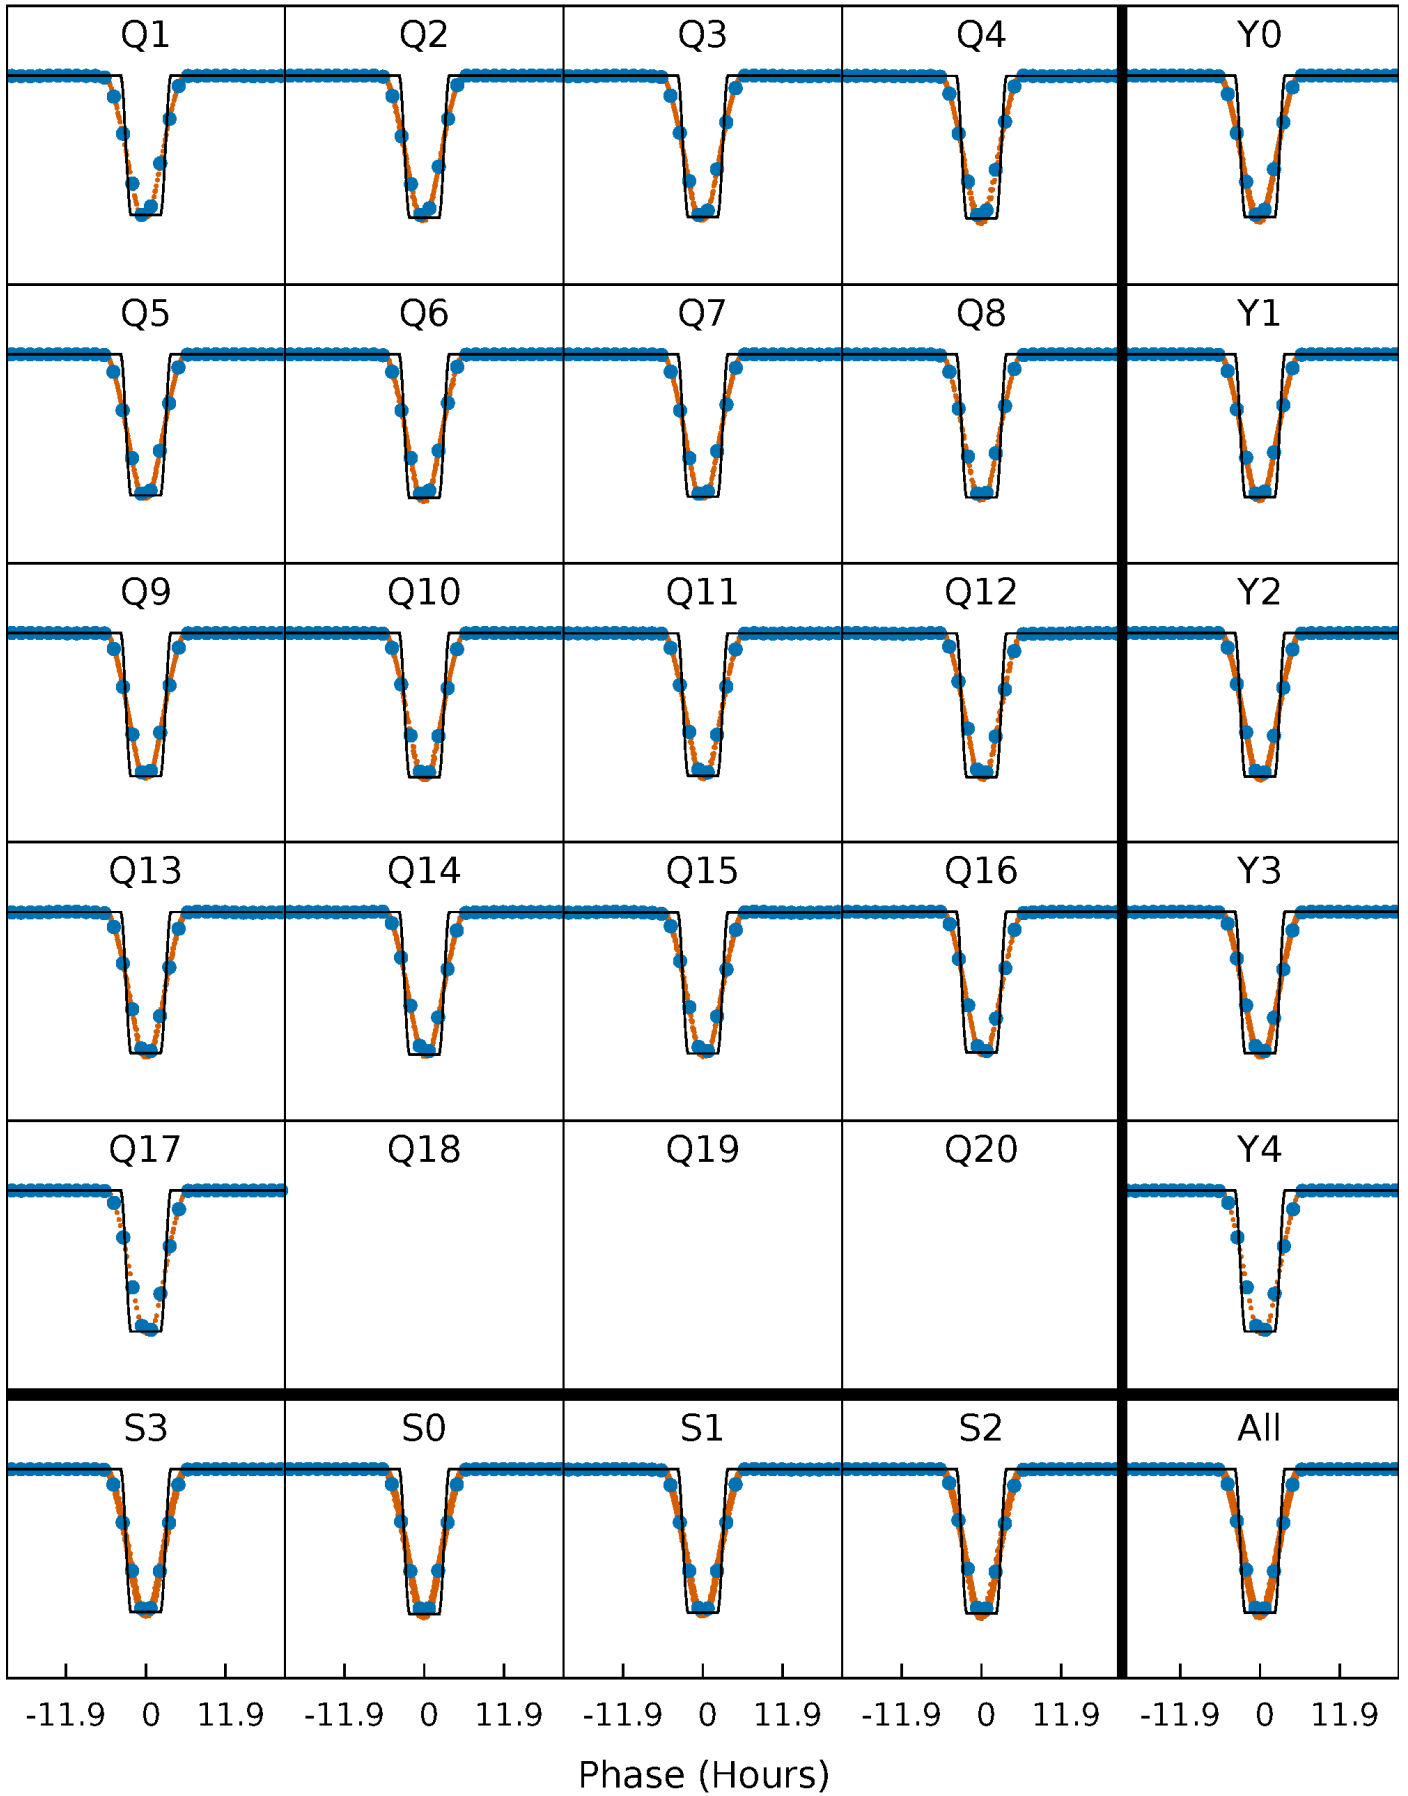 Q1 Q2 Q3 Q4 Y0
Q5 Q6 Q7 Q8 Y1
Q9 Q10 Q11 Q12 Y2
Q13 Q14 Q15 Q16 Y3
Q17 Q18 Q19 Q20 Y4
S3 S0 S1 S2 All
-11.9 0 11.9 -11.9 0 11.9 -11.9 0 11.9 -11.9 0 11.9 -11.9 0 11.9
Phase (Hours)